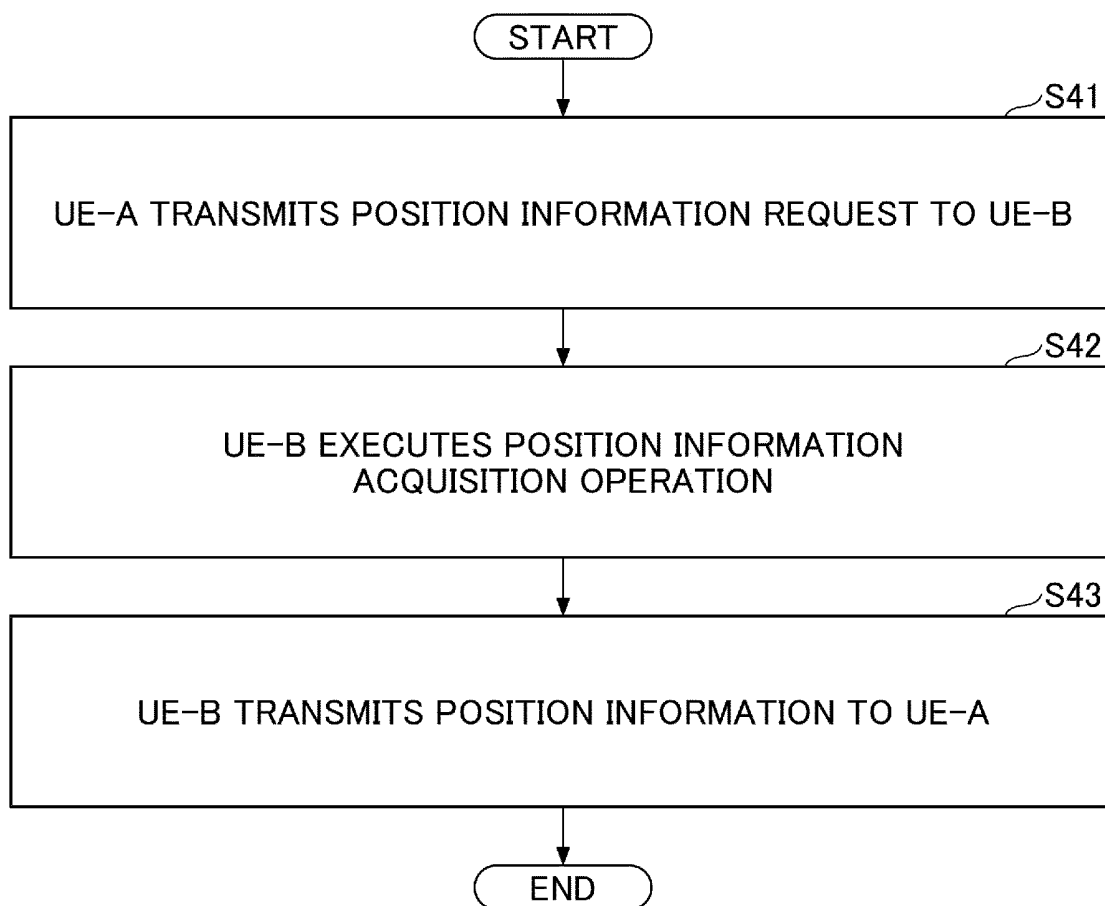 START
S41
UE-A TRANSMITS POSITION INFORMATION REQUEST TO UE-B
S42
UE-B EXECUTES POSITION INFORMATION
ACQUISITION OPERATION
S43
UE-B TRANSMITS POSITION INFORMATION TO UE-A
END